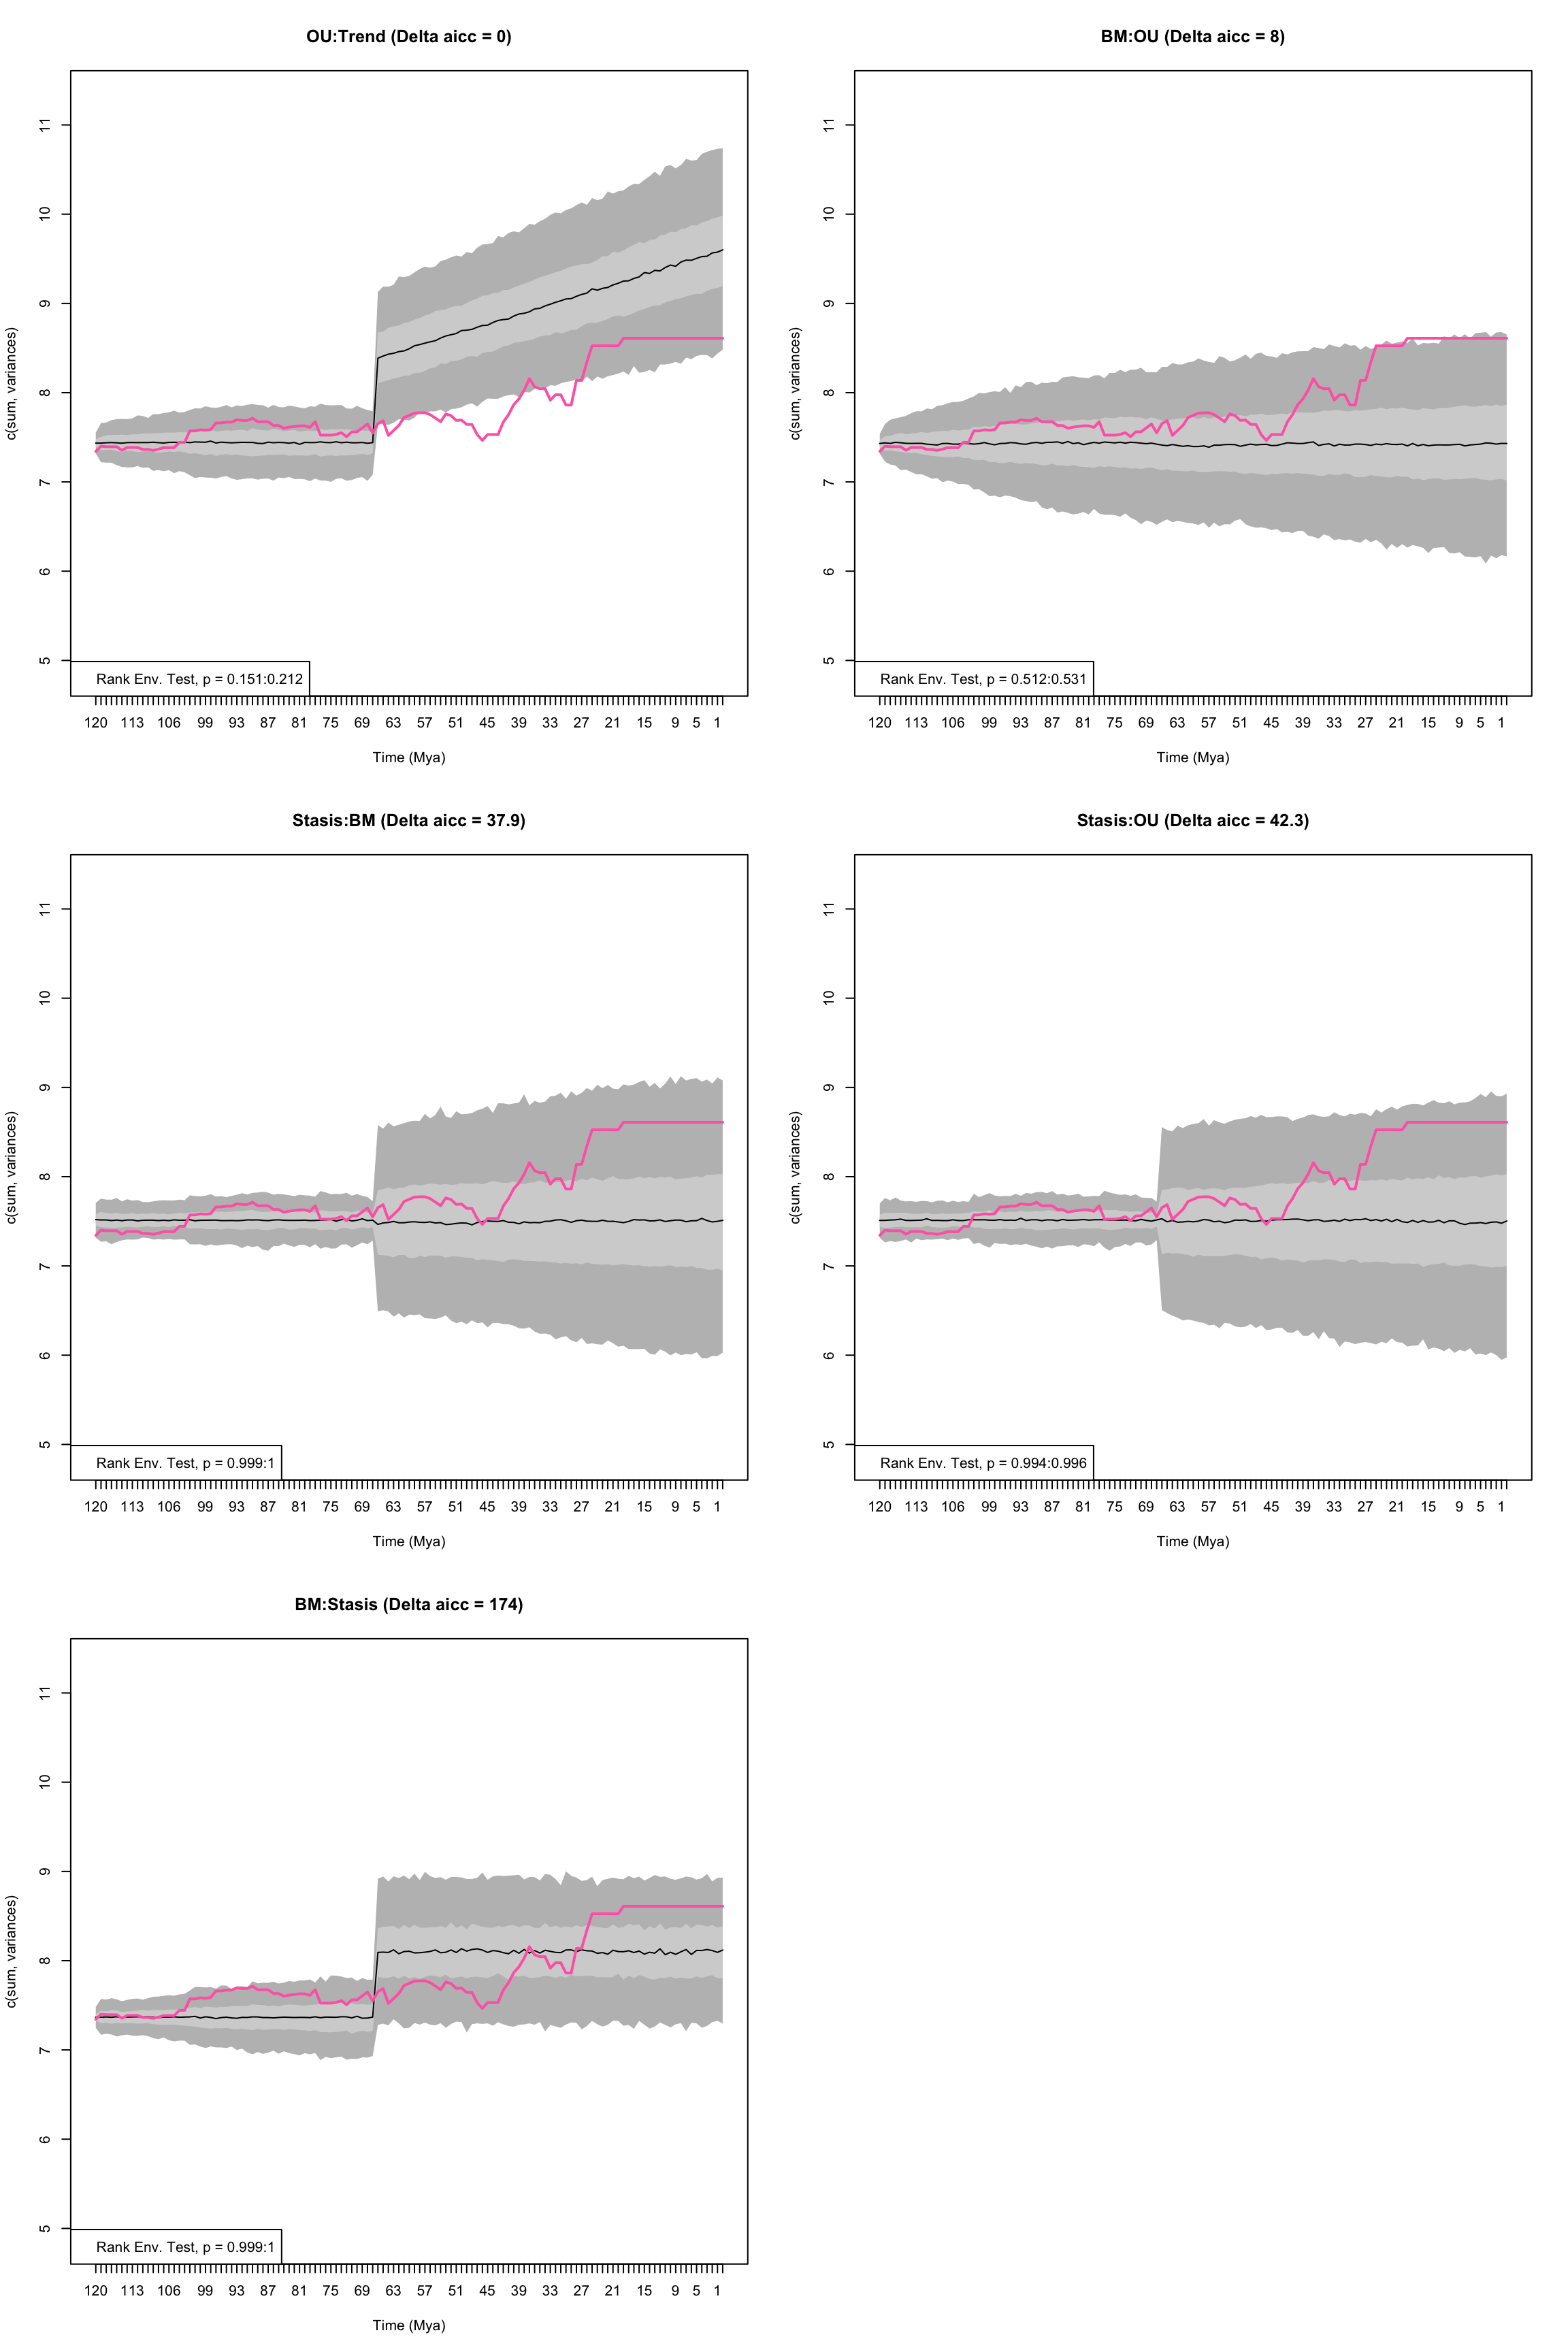 OU:Trend (Delta aicc = 0)
c(sum, variances)
11
10
9
8
7
6
5
Rank Env. Test, p = 0.151:0.212
120 113 106 99 93 87 81 75 69 63 57 51 45 39 33 27 21 15 9 5 1
Time (Mya)
BM:OU (Delta aicc = 8)
c(sum, variances)
11
10
9
8
7
6
5
Rank Env. Test, p = 0.512:0.531
120 113 106 99 93 87 81 75 69 63 57 51 45 39 33 27 21 15 9 5 1
Time (Mya)
Stasis:BM (Delta aicc = 37.9)
c(sum, variances)
11
10
9
8
7
6
5
Rank Env. Test, p = 0.999:1
120 113 106 99 93 87 81 75 69 63 57 51 45 39 33 27 21 15 9 5 1
Time (Mya)
Stasis:OU (Delta aicc = 42.3)
c(sum, variances)
11
10
9
8
7
6
5
Rank Env. Test, p = 0.994:0.996
120 113 106 99 93 87 81 75 69 63 57 51 45 39 33 27 21 15 9 5 1
Time (Mya)
BM:Stasis (Delta aicc = 174)
c(sum, variances)
11
10
9
8
7
6
5
Rank Env. Test, p = 0.999:1
120 113 106 99 93 87 81 75 69 63 57 51 45 39 33 27 21 15 9 5 1
Time (Mya)